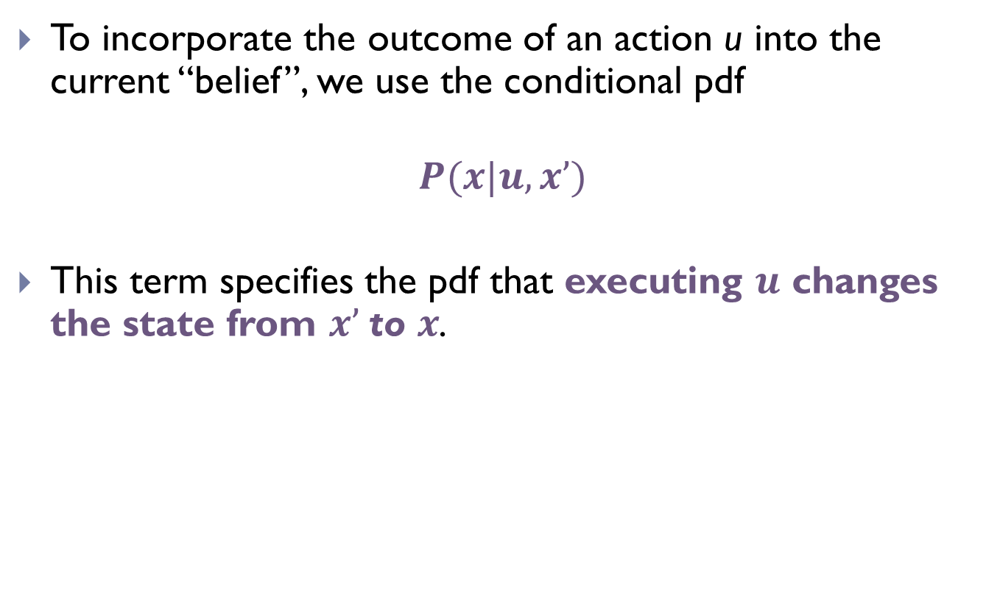 To incorporate the outcome of an action u into the
current “belief”, we use the conditional pdf
P(x|u, x’)
This term specifies the pdf that executing u changes
the state from x’ to x.